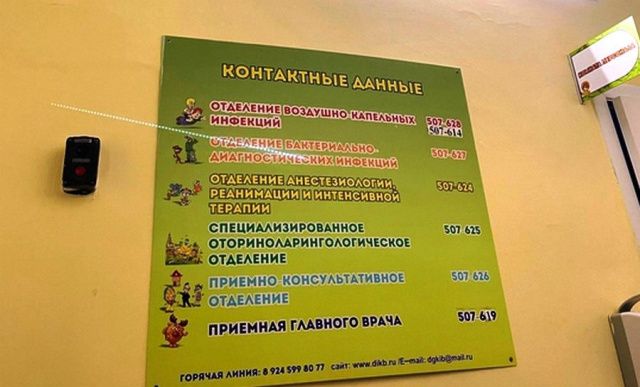 КОНТАКТНЫЕ ДАННЫЕ
ОТДЕЛЕНИЕ ВОЗДУШНО-КАПЕЛЬНЫХ 507-628
ИНФЕКЦИЙ 507-614
ОТДЕЛЕНИЕ БАКТЕРИАЛЬНО- 507-627
ДИАГНОСТИЧЕСКИХ ИНФЕКЦИЙ
ОТДЕЛЕНИЕ АНЕСТЕЗИОЛОГИИ, 507-624
РЕАНИМАЦИИ И ИНТЕНСИВНОЙ
ТЕРАПИИ
СПЕЦИАЛИЗИРОВАННОЕ 507 625
ОТОРИНОЛАРИНГОЛОГИЧЕСКОЕ
ОТДЕЛЕНИЕ
ПРИЕМНО-КОНСУЛЬТАТИВНОЕ 507 626
ОТДЕЛЕНИЕ
ПРИЕМНАЯ ГЛАВНОГО ВРАЧА 507-619
ГОРЯЧАЯ ЛИНИЯ: 8 924 599 80 77 сайт: www.dikb.ru /E-mail: dgkib@mail.ru